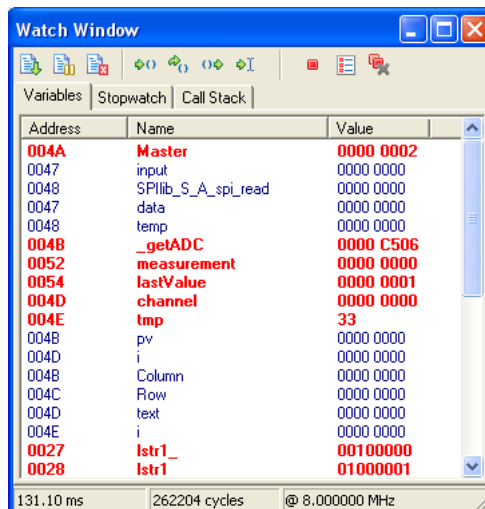 Watch Window
Variables Stopwatch Call Stack
Address Name Value
004A Master 0000 0002
0047 input 0000 0000
0048 SPIlib_S_A_spi_read 0000 0000
0047 data 0000 0000
0048 temp 0000 0000
004B _getADC 0000 C506
0052 measurement 0000 0000
0054 lastValue 0000 0001
004D channel 0000 0000
004E tmp 33
004B pv 0000 0000
004D i 0000 0000
004B Column 0000 0000
004C Row 0000 0000
004D text 0000 0000
004E i 0000 0000
0027 lstr1_ 00100000
0028 lstr1 01000001
131.10 ms 262204 cycles @ 8.000000 MHz